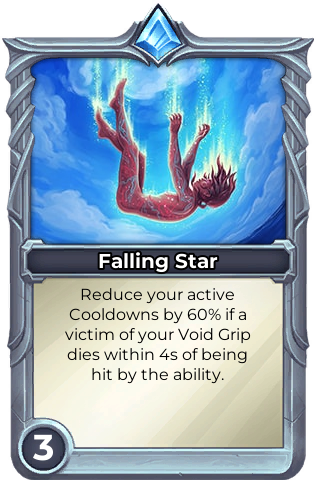 Falling Star
Reduce your active
Cooldowns by 60% if a
victim of your Void Grip
dies within 4s of being
hit by the ability.
3